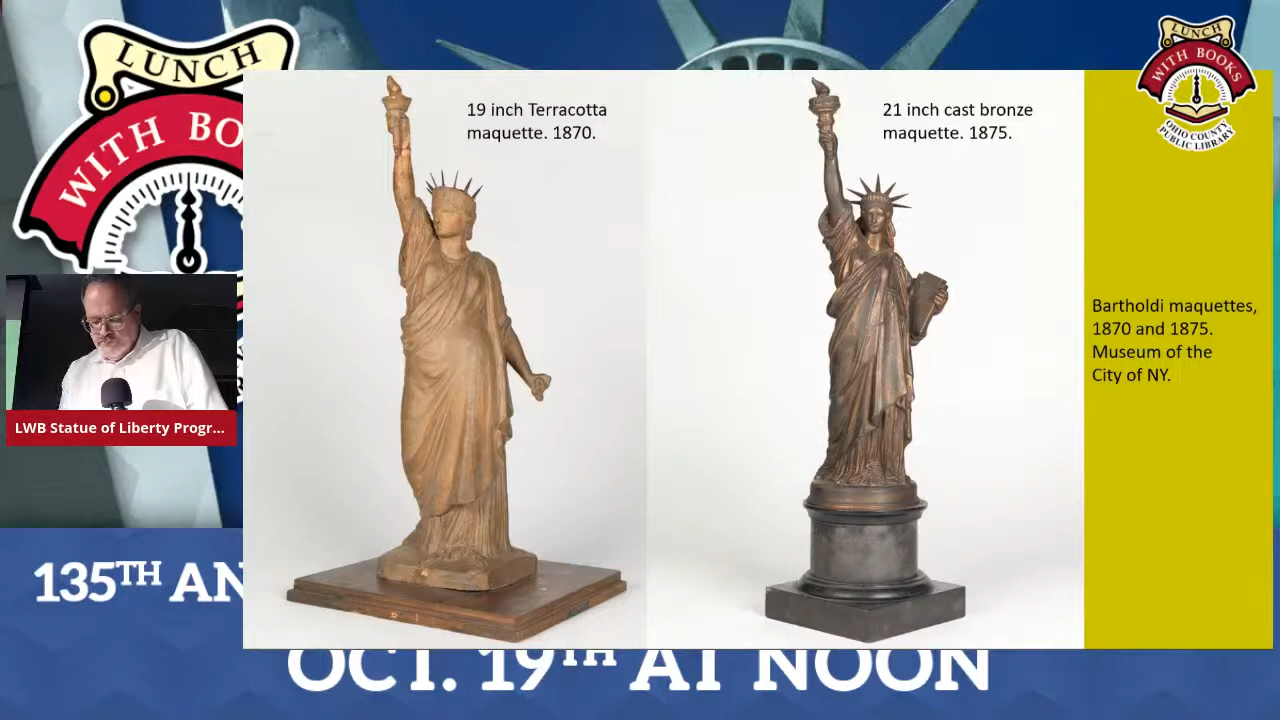 LUNCH
WITH BO
19 inch Terracotta
maquette. 1870.
21 inch cast bronze
maquette. 1875.
LUNCH
WITH BOOKS
OHIO COUNTY
PUBLIC LIBRARY
Bartholdi maquettes,
1870 and 1875.
Museum of the
City of NY.
LWB Statue of Liberty Progr...
135TH AN
OCT. 19TH AT NOON